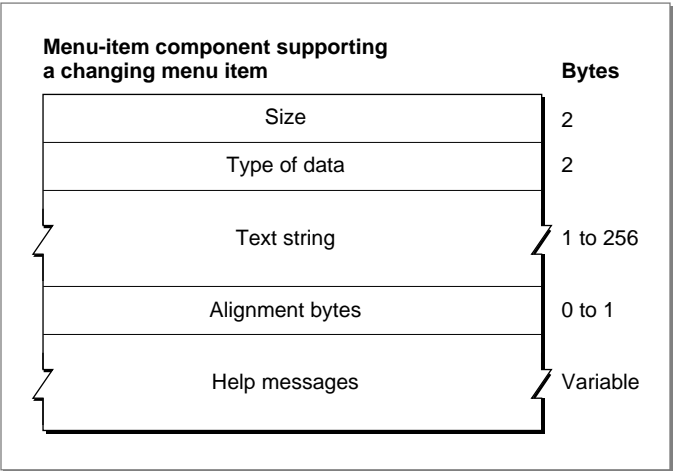 Menu-item component supporting
a changing menu item Bytes
Size 2
Type of data 2
Text string 1 to 256
Alignment bytes 0 to 1
Help messages Variable